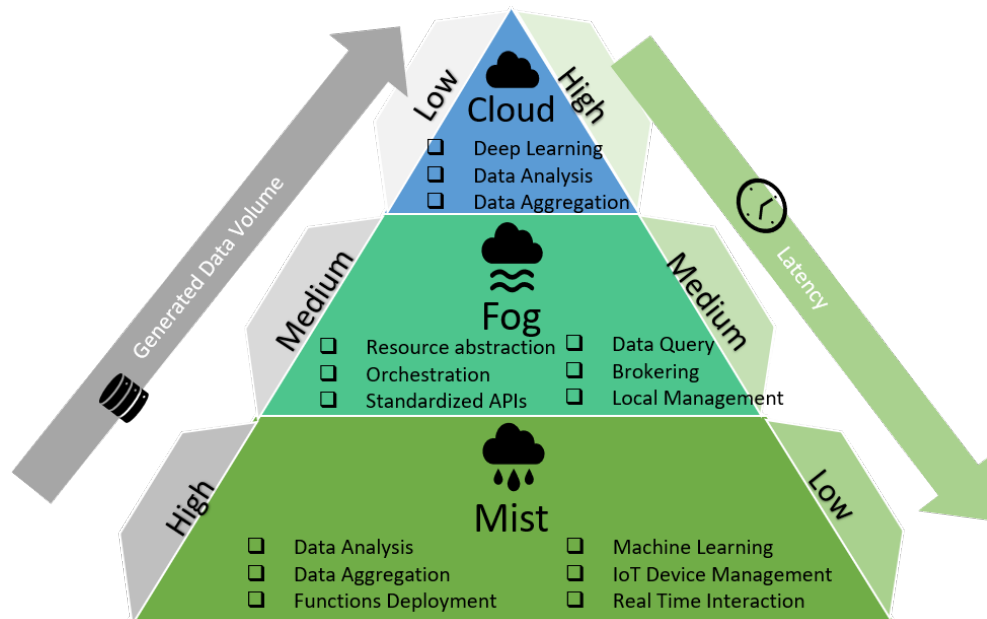 Low
High
Cloud
Deep Learning
Data Analysis
Data Aggregation
Generated Data Volume
Latency
Medium
Medium
Fog
Resource abstraction
Orchestration
Standardized APIs
Data Query
Brokering
Local Management
High
Low
Mist
Data Analysis
Data Aggregation
Functions Deployment
Machine Learning
IoT Device Management
Real Time Interaction